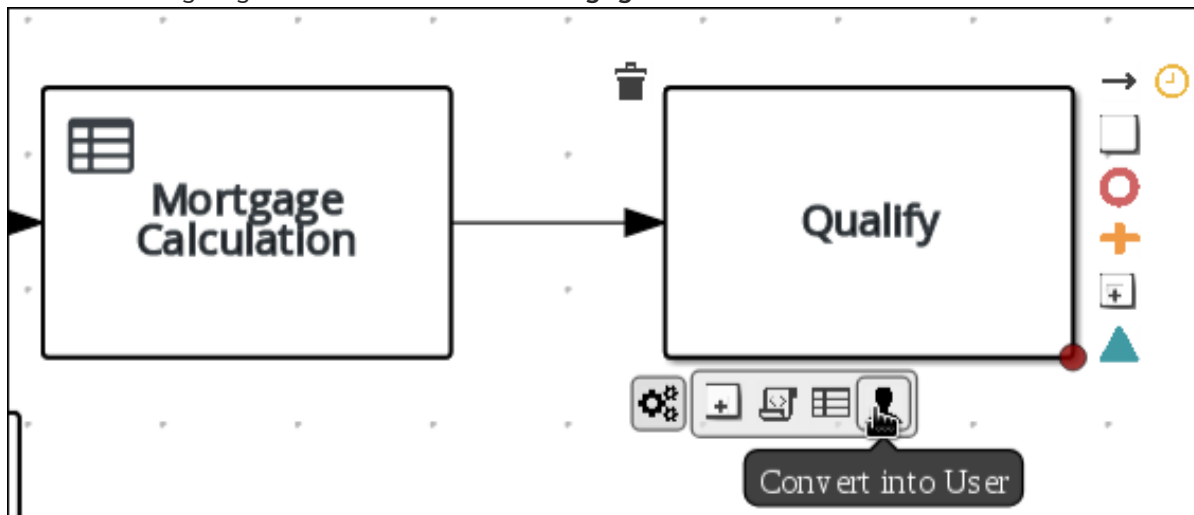 Mortgage
Calculation
Qualify
Convert into User